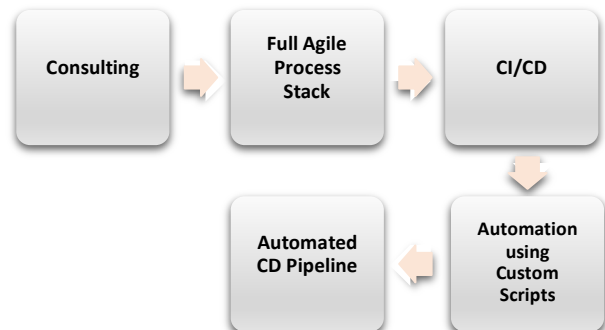 Consulting
Full Agile
Process
Stack
CI/CD
Automation
using
Custom
Scripts
Automated
CD Pipeline